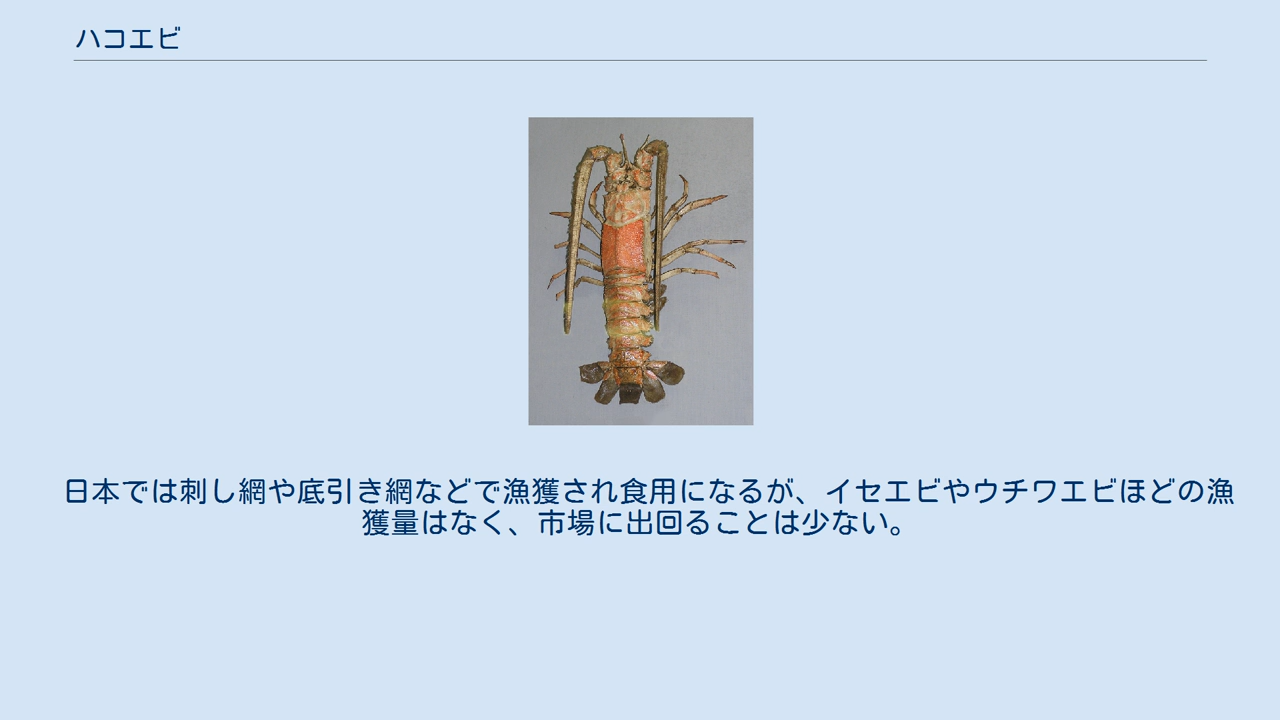 ハコエビ
日本では刺し網や底引き網などで漁獲され食用になるが、イセエビやウチワエビほどの漁
獲量はなく、市場に出回ることは少ない。